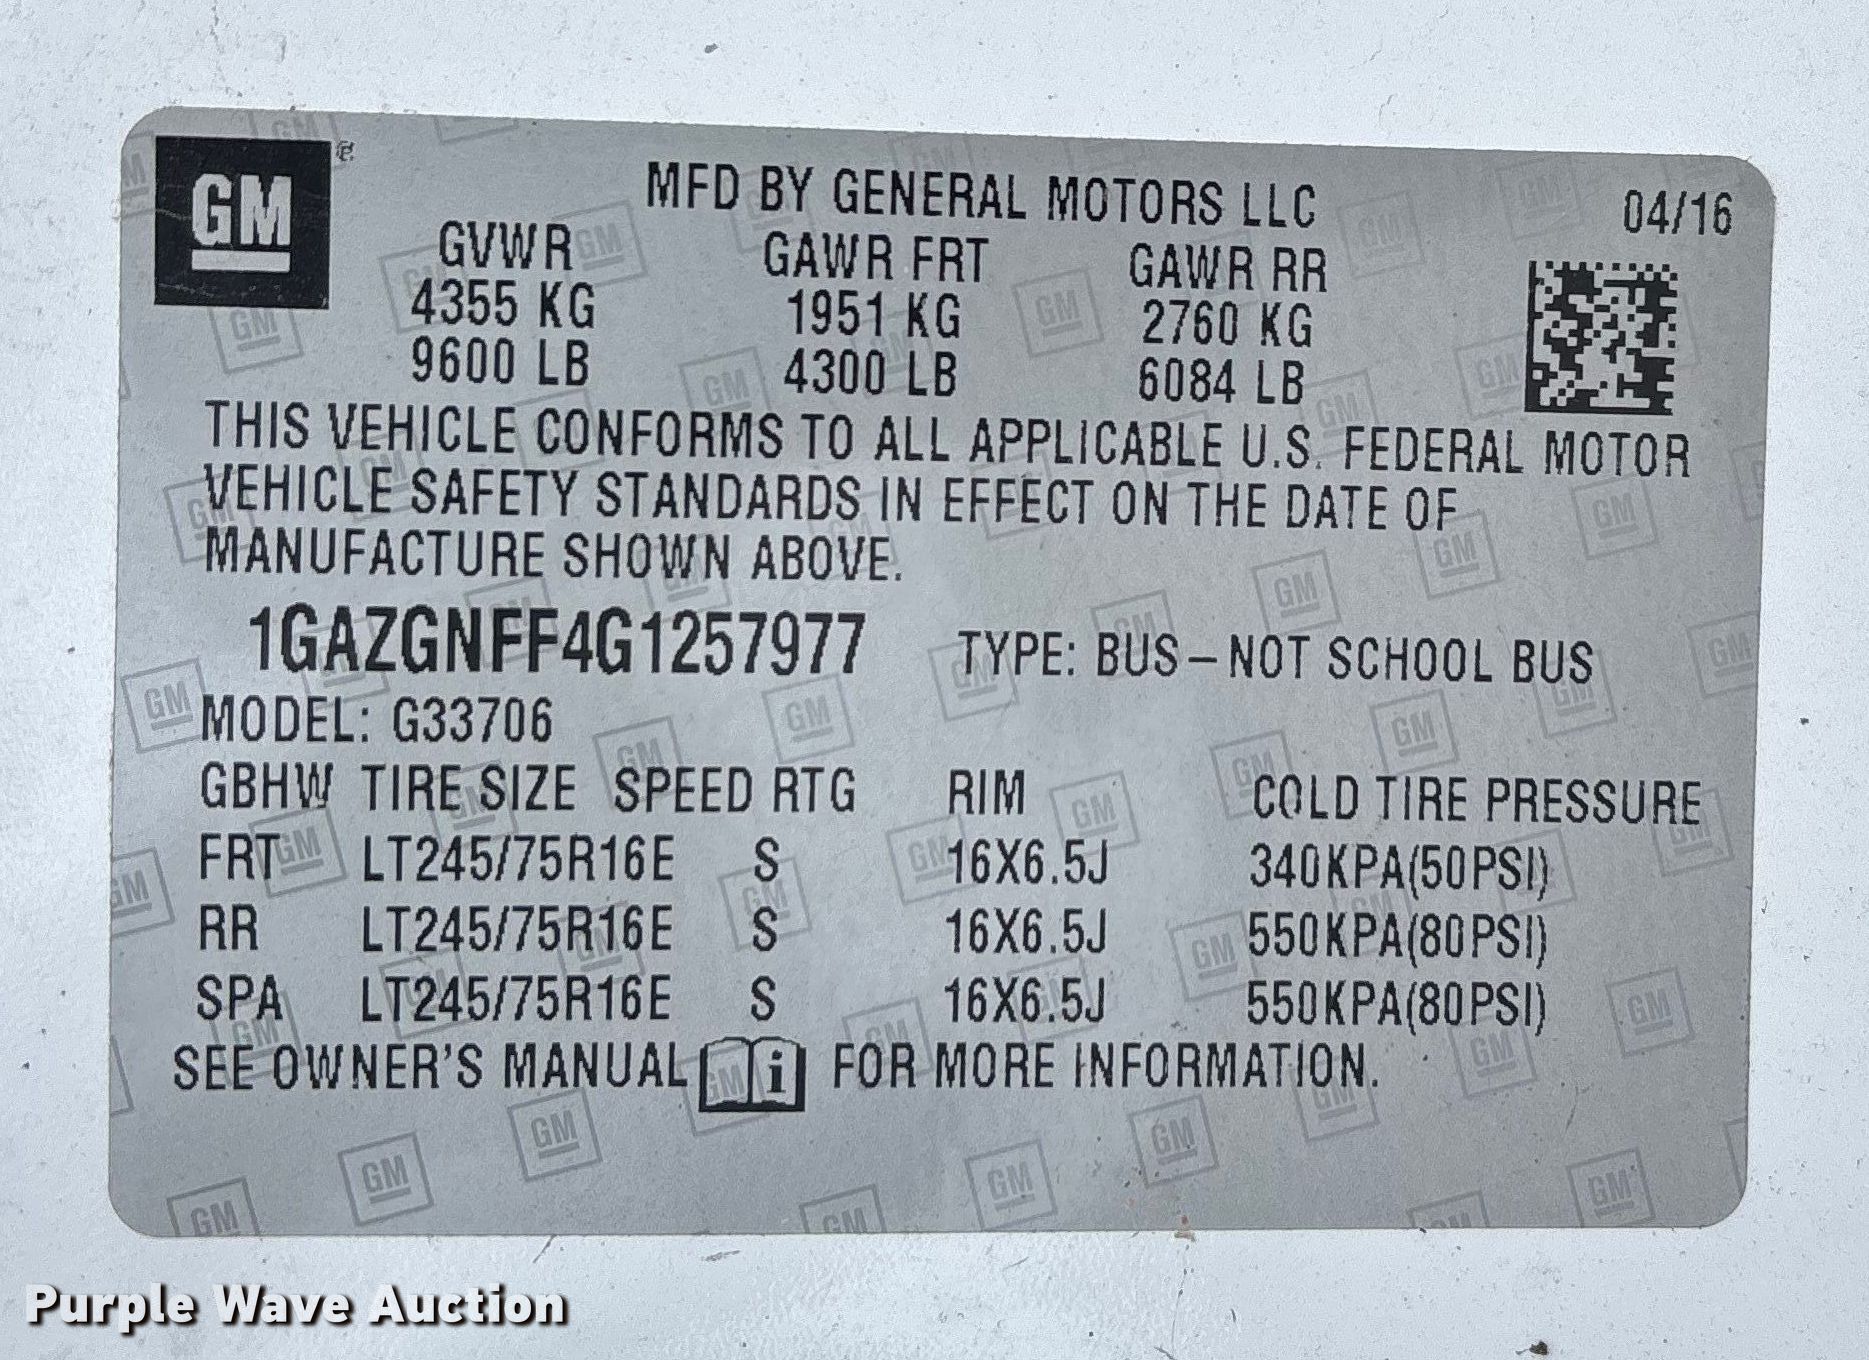 GM
MFD BY GENERAL MOTORS LLC 04/16
GVWR GAWR FRT GAWR RR
4355 KG 1951 KG 2760 KG
9600 LB 4300 LB 6084 LB
THIS VEHICLE CONFORMS TO ALL APPLICABLE U.S. FEDERAL MOTOR
VEHICLE SAFETY STANDARDS IN EFFECT ON THE DATE OF
MANUFACTURE SHOWN ABOVE.
1GAZGNFF4G1257977 TYPE: BUS – NOT SCHOOL BUS
MODEL: G33706
GBHW TIRE SIZE SPEED RTG RIM COLD TIRE PRESSURE
FRT LT245/75R16E S 16X6.5J 340KPA(50PSI)
RR LT245/75R16E S 16X6.5J 550KPA(80PSI)
SPA LT245/75R16E S 16X6.5J 550KPA(80PSI)
SEE OWNER'S MANUAL i FOR MORE INFORMATION.
Purple Wave Auction